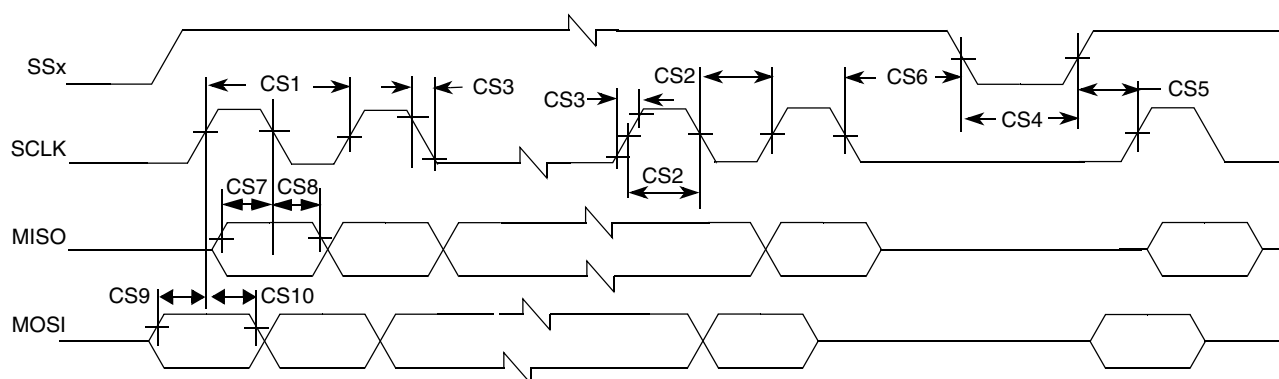 SSx
CS1
CS3
CS3
CS2
CS6
CS4
CS5
SCLK
CS2
CS7
CS8
MISO
CS9
CS10
MOSI